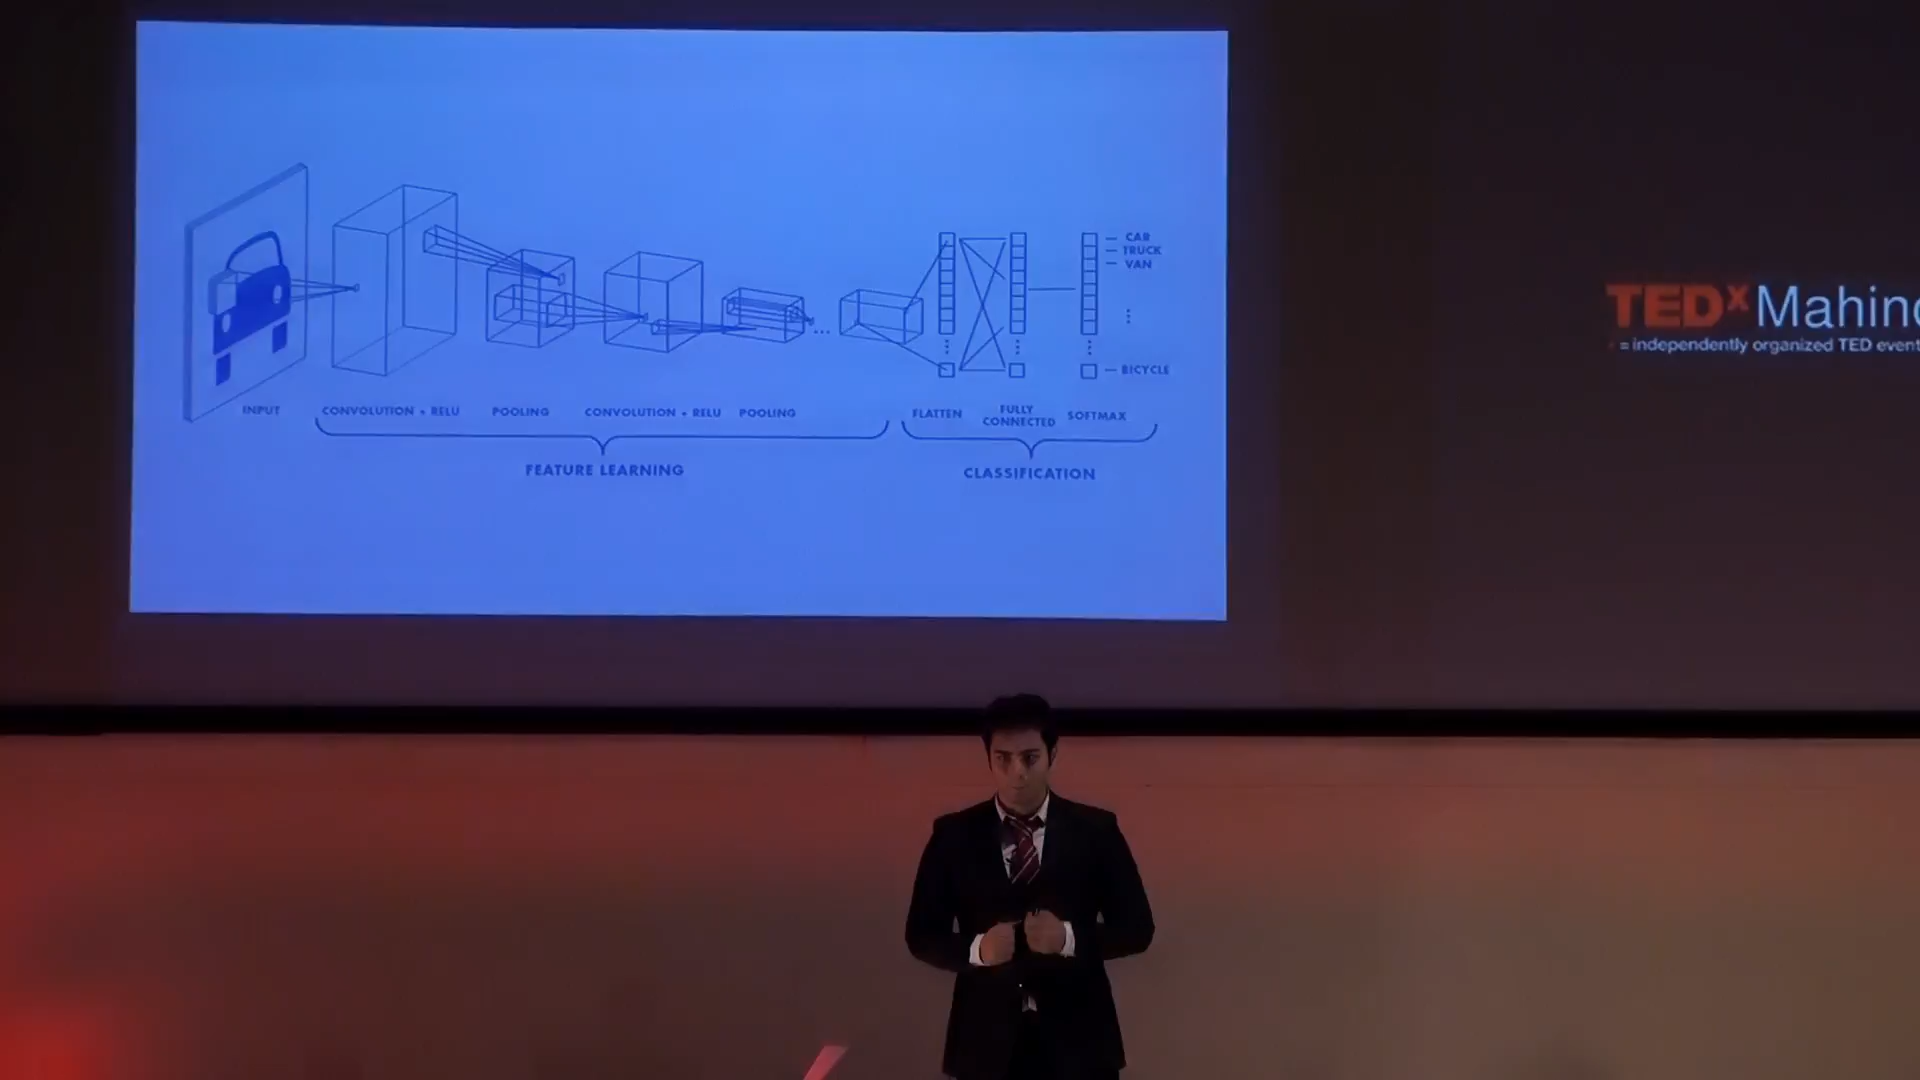 CAR
TRUCK
VAN
BICYCLE
INPUT
CONVOLUTION + RELU
POOLING
CONVOLUTION + RELU
POOLING
FLATTEN
FULLY
CONNECTED
SOFTMAX
FEATURE LEARNING
CLASSIFICATION
TEDx
= independently organized TED event